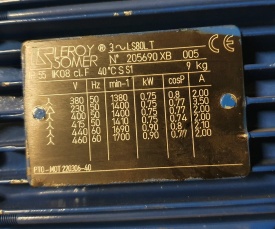 LEROY ® 3~LS80L T
SOMER N° 205690 XB 005
IP 55 IK08 cl.F 40°C S S1 9 kg
V Hz min-1 kW cosP A
380 50 1380 0.75 0.8 2.00
230 50 1400 0.75 0.77 3.50
400 50 1400 0.75 0.77 2.00
415 50 1410 0.75 0.74 2.00
440 60 1690 0.90 0.8 2.10
460 60 1700 0.90 0.77 2.00